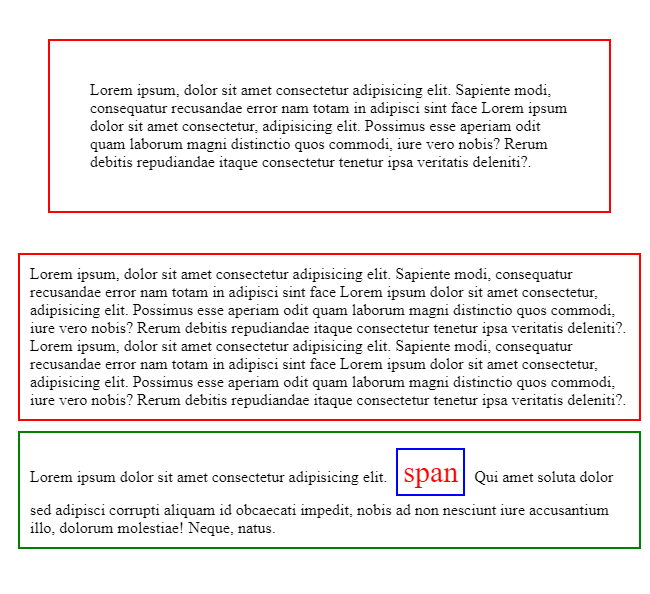 Lorem ipsum, dolor sit amet consectetur adipisicing elit. Sapiente modi,
consequatur recusandae error nam totam in adipisci sint face Lorem ipsum
dolor sit amet consectetur, adipisicing elit. Possimus esse aperiam odit
quam laborum magni distinctio quos commodi, iure vero nobis? Rerum
debitis repudiandae itaque consectetur tenetur ipsa veritatis deleniti?.
Lorem ipsum, dolor sit amet consectetur adipisicing elit. Sapiente modi, consequatur
recusandae error nam totam in adipisci sint face Lorem ipsum dolor sit amet consectetur,
adipisicing elit. Possimus esse aperiam odit quam laborum magni distinctio quos commodi,
iure vero nobis? Rerum debitis repudiandae itaque consectetur tenetur ipsa veritatis deleniti?.
Lorem ipsum, dolor sit amet consectetur adipisicing elit. Sapiente modi, consequatur
recusandae error nam totam in adipisci sint face Lorem ipsum dolor sit amet consectetur,
adipisicing elit. Possimus esse aperiam odit quam laborum magni distinctio quos commodi,
iure vero nobis? Rerum debitis repudiandae itaque consectetur tenetur ipsa veritatis deleniti?.
Lorem ipsum dolor sit amet consectetur adipisicing elit. span Qui amet soluta dolor
sed adipisci corrupti aliquam id obcaecati impedit, nobis ad non nesciunt iure accusantium
illo, dolorum molestiae! Neque, natus.